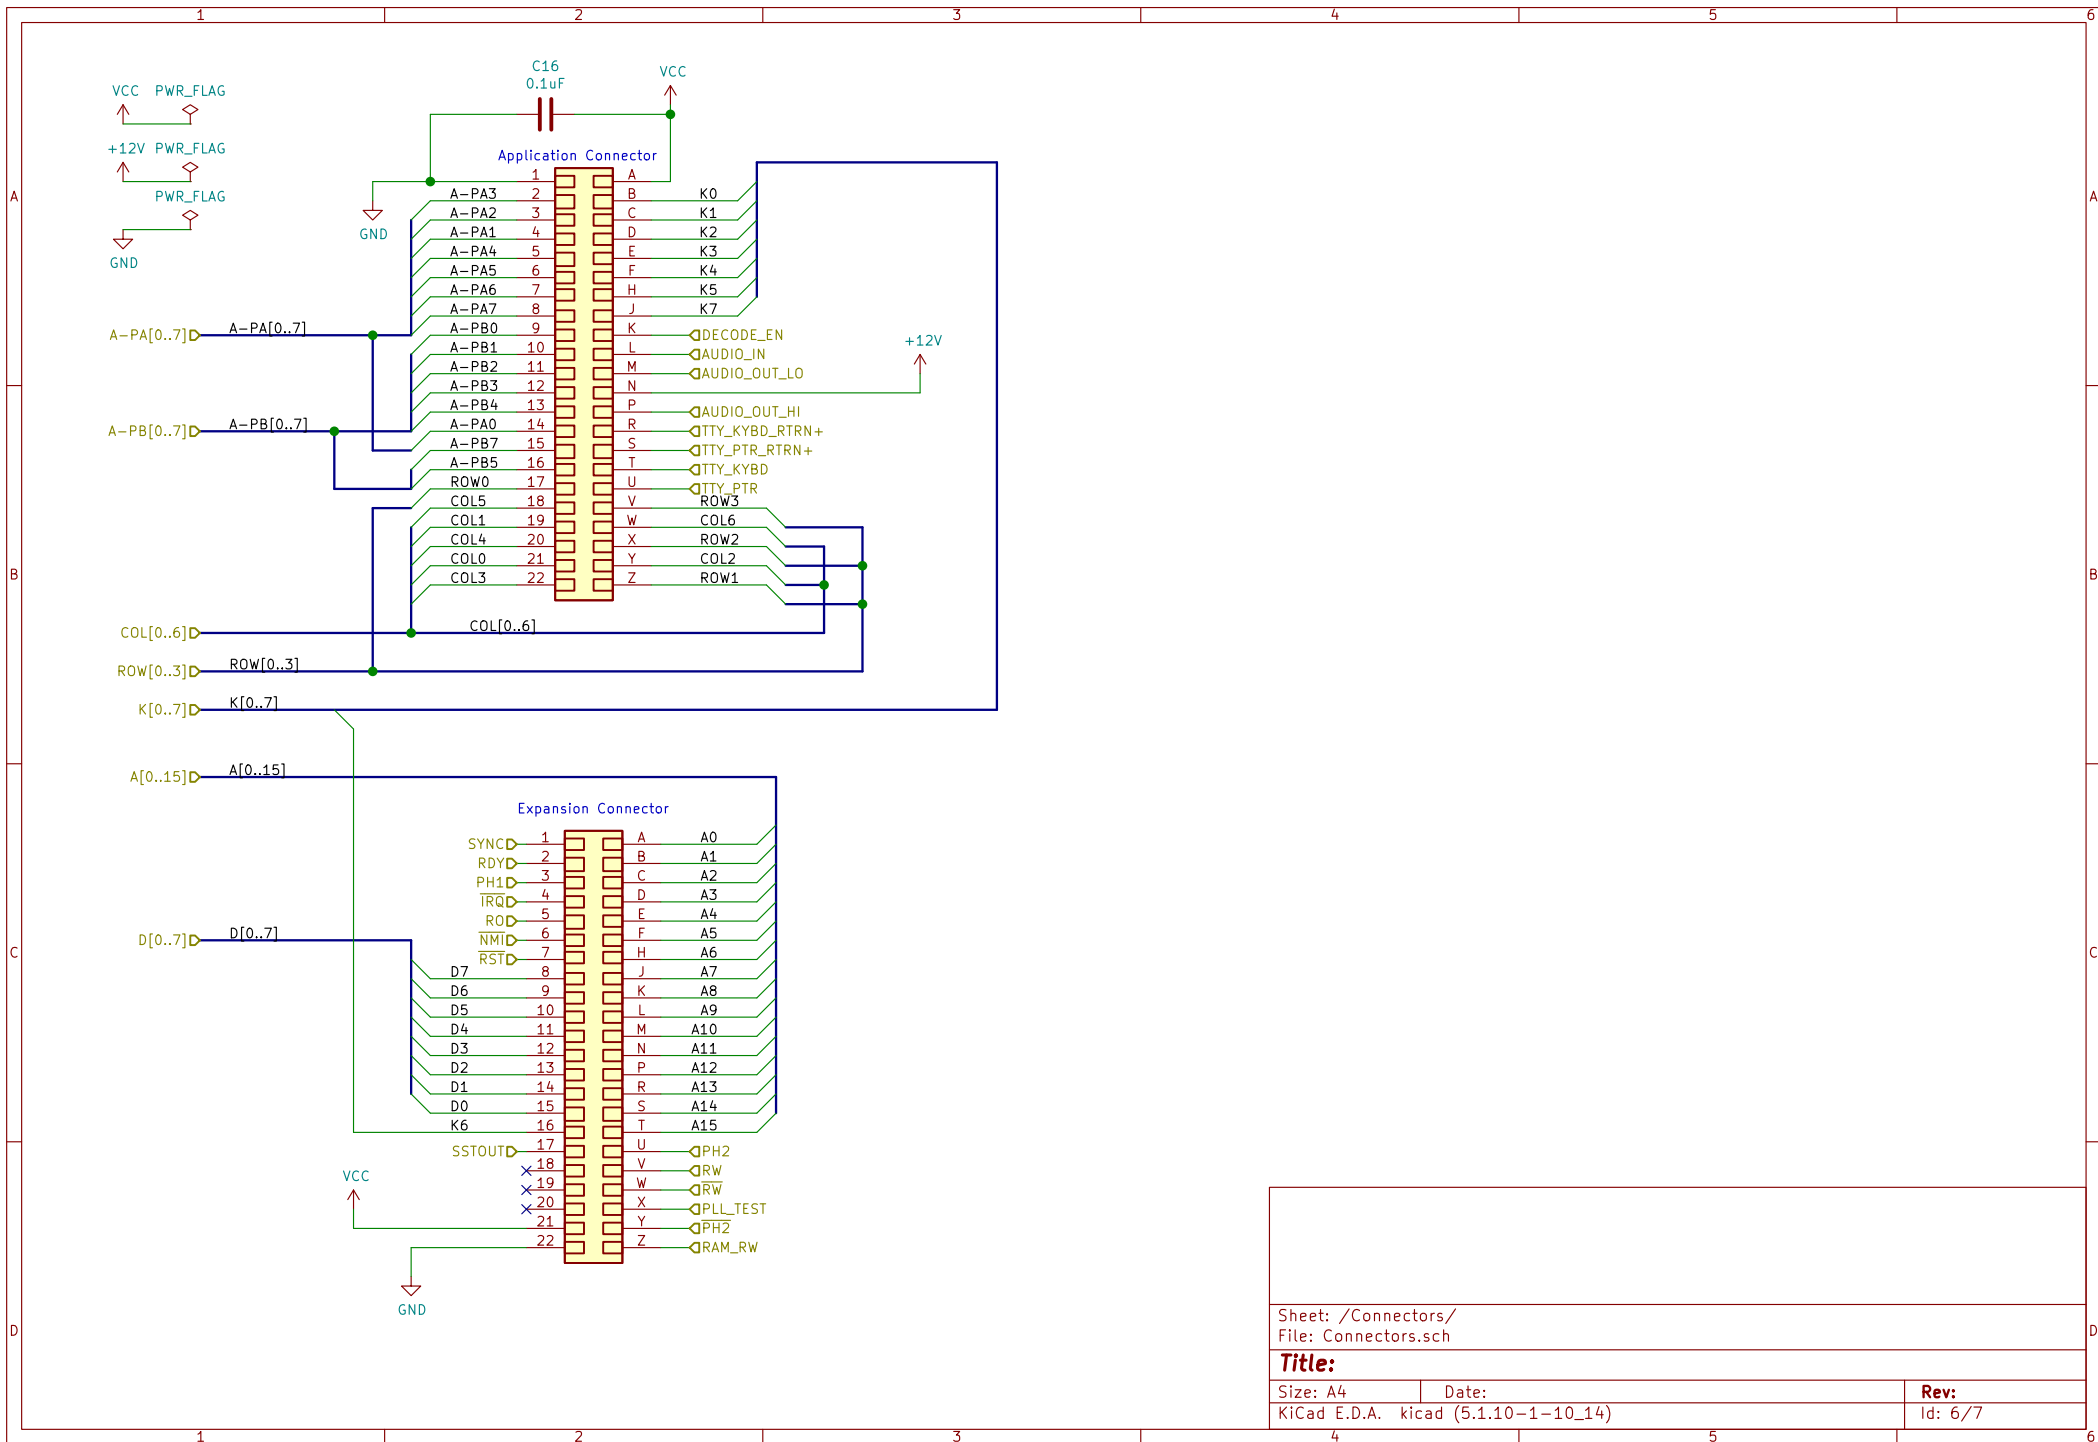 1 2 3 4 5 6
C16
0.1uF
VCC
VCC PWR_FLAG
+12V PWR_FLAG
PWR_FLAG
GND
GND
Application Connector
1 A
A-PA3 2 B K0
A-PA2 3 C K1
A-PA1 4 D K2
A-PA4 5 E K3
A-PA5 6 F K4
A-PA6 7 H K5
A-PA7 8 J K7
A-PA[0..7] A-PA[0..7] A-PB0 9 K DECODE_EN
+12V
A-PB1 10 L AUDIO_IN
A-PB2 11 M AUDIO_OUT_LO
A-PB3 12 N
A-PB4 13 P AUDIO_OUT_HI
A-PB[0..7] A-PB[0..7] A-PA0 14 R TTY_KYBD_RTRN+
A-PB7 15 S TTY_PTR_RTRN+
A-PB5 16 T TTY_KYBD
ROW0 17 U TTY_PTR
COL5 18 V ROW3
COL1 19 W COL6
COL4 20 X ROW2
COL0 21 Y COL2
COL3 22 Z ROW1
COL[0..6] COL[0..6]
ROW[0..3] ROW[0..3]
K[0..7] K[0..7]
A[0..15] A[0..15]
Expansion Connector
SYNC 1 A A0
RDY 2 B A1
PH1 3 C A2
IRQ 4 D A3
RO 5 E A4
D[0..7] D[0..7] NMI 6 F A5
RST 7 H A6
D7 8 J A7
D6 9 K A8
D5 10 L A9
D4 11 M A10
D3 12 N A11
D2 13 P A12
D1 14 R A13
D0 15 S A14
K6 16 T A15
SSTOUT 17 U PH2
VCC 18 V RW
19 W RW
20 X PLL_TEST
21 Y PH2
22 Z RAM_RW
GND
A A
B B
C C
D D
Sheet: /Connectors/
File: Connectors.sch
Title:
Size: A4 Date: Rev:
KiCad E.D.A. kicad (5.1.10-1-10_14) Id: 6/7
1 2 3 4 5 6